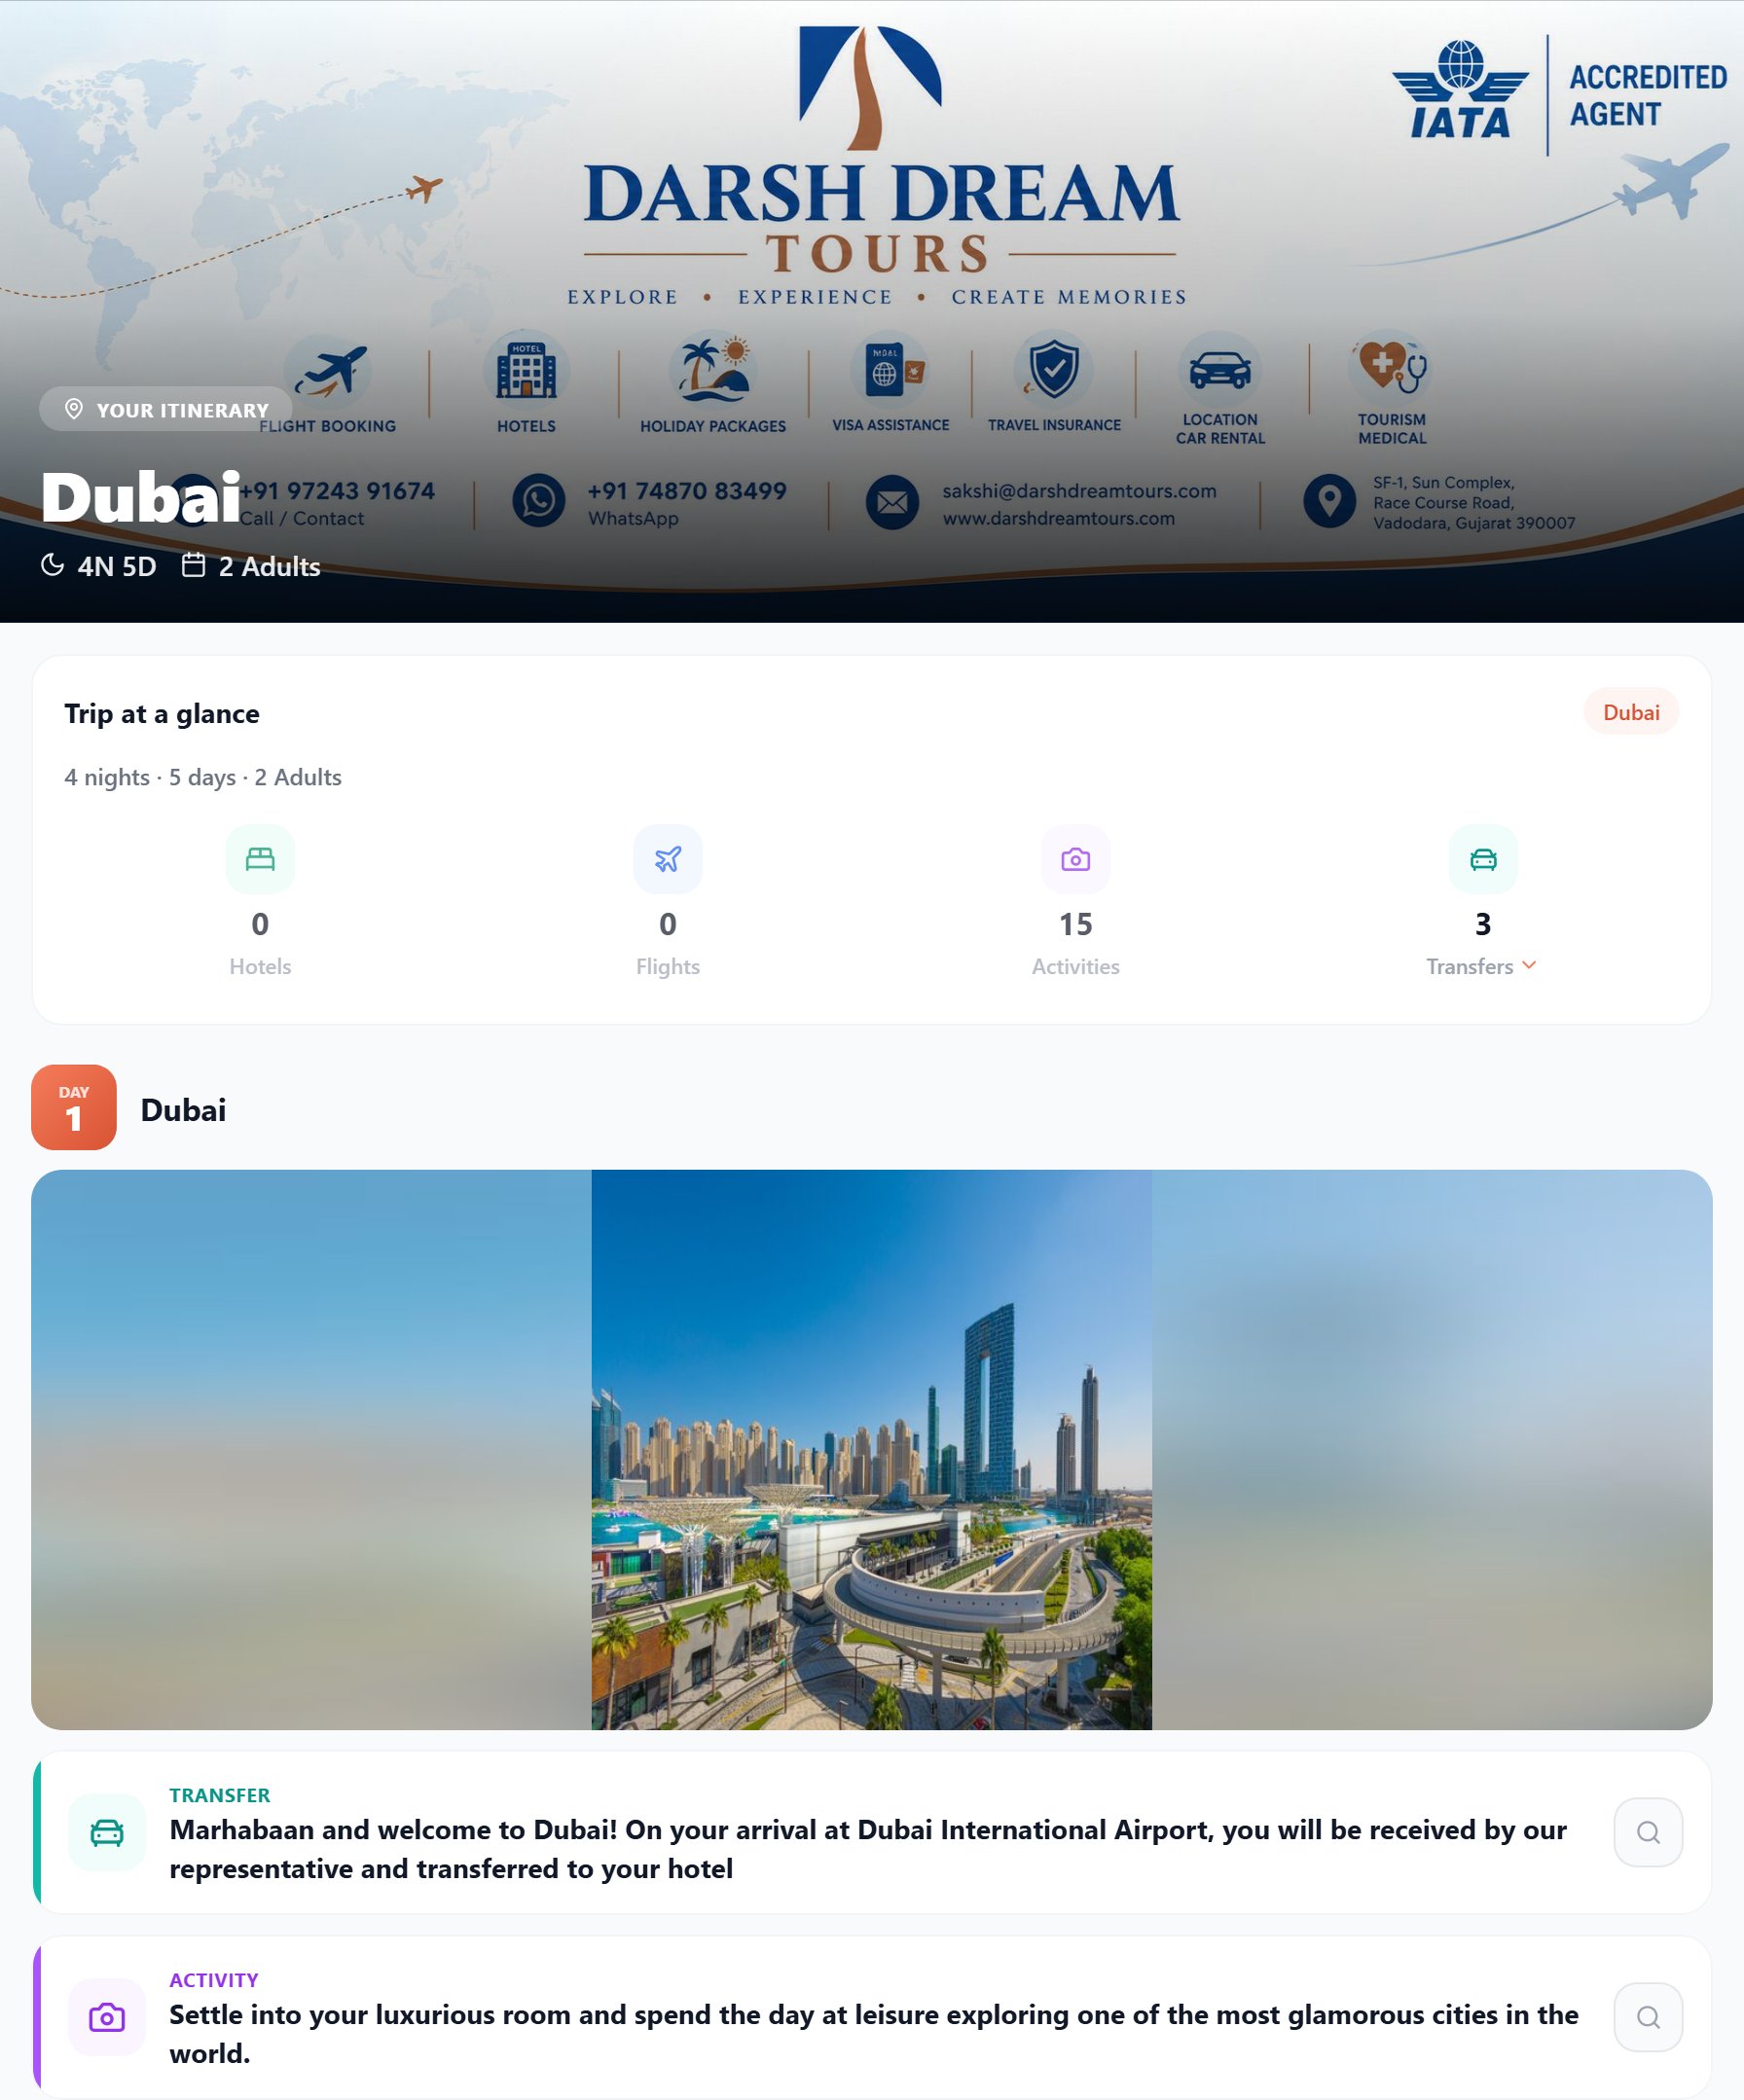 DARSH DREAM
TOURS
EXPLORE • EXPERIENCE • CREATE MEMORIES
IATA
ACCREDITED
AGENT
HOTEL
FLIGHT BOOKING
HOTELS
HOLIDAY PACKAGES
VISA ASSISTANCE
TRAVEL INSURANCE
LOCATION
CAR RENTAL
TOURISM
MEDICAL
YOUR ITINERARY
Dubai
+91 97243 91674
Call / Contact
+91 74870 83499
WhatsApp
sakshi@darshdreamtours.com
www.darshdreamtours.com
SF-1, Sun Complex,
Race Course Road,
Vadodara, Gujarat 390007
4N 5D 2 Adults
Trip at a glance
Dubai
4 nights · 5 days · 2 Adults
0
Hotels
0
Flights
15
Activities
3
Transfers
DAY
1
Dubai
TRANSFER
Marhabaan and welcome to Dubai! On your arrival at Dubai International Airport, you will be received by our
representative and transferred to your hotel
ACTIVITY
Settle into your luxurious room and spend the day at leisure exploring one of the most glamorous cities in the
world.